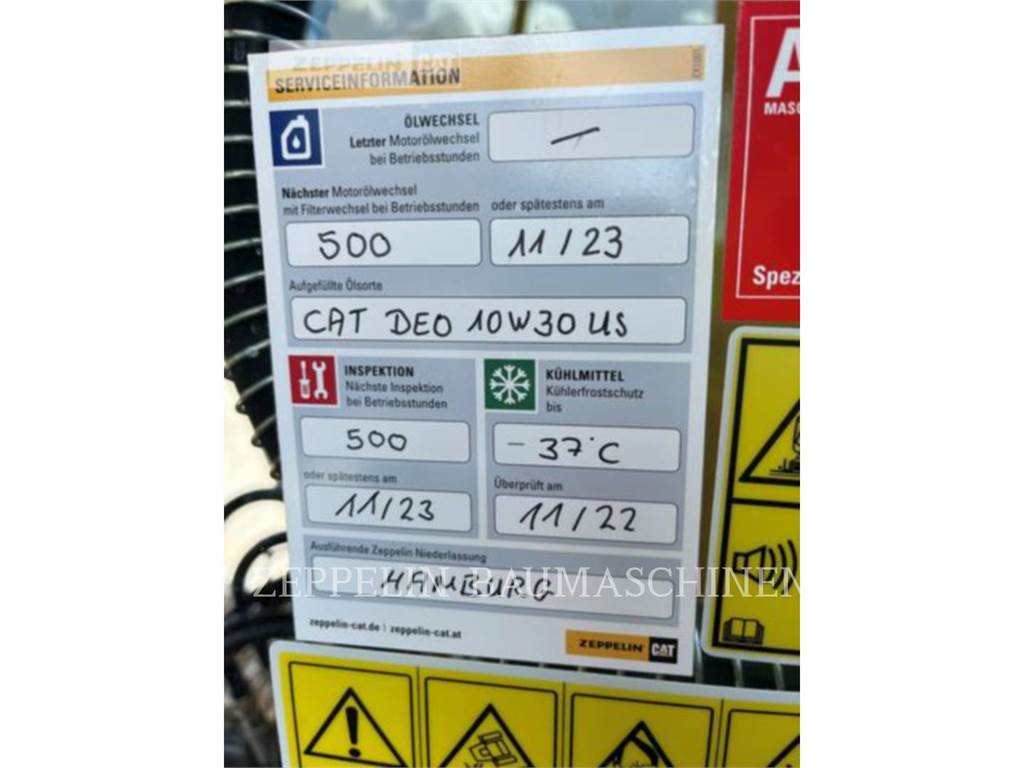 ZEPPELIN CAT
SERVICEINFORMATION
ÖLWECHSEL
Letzter Motorölwechsel
bei Betriebsstunden
—
Nächster Motorölwechsel
mit Filterwechsel bei Betriebsstunden
oder spätestens am
500
11/23
Aufgefüllte Ölsorte
CAT DEO 10W30 US
INSPEKTION
Nächste Inspektion
bei Betriebsstunden
KÜHLMITTEL
Kühlerfrostschutz
bis
500
-37°C
oder spätestens am
Überprüft am
11/23
11/22
Ausführende Zeppelin Niederlassung
HAMBURG
ZEPPELIN BAUMASCHINEN
zeppelin-cat.de | zeppelin-cat.at
ZEPPELIN CAT
A
MASC
Spez